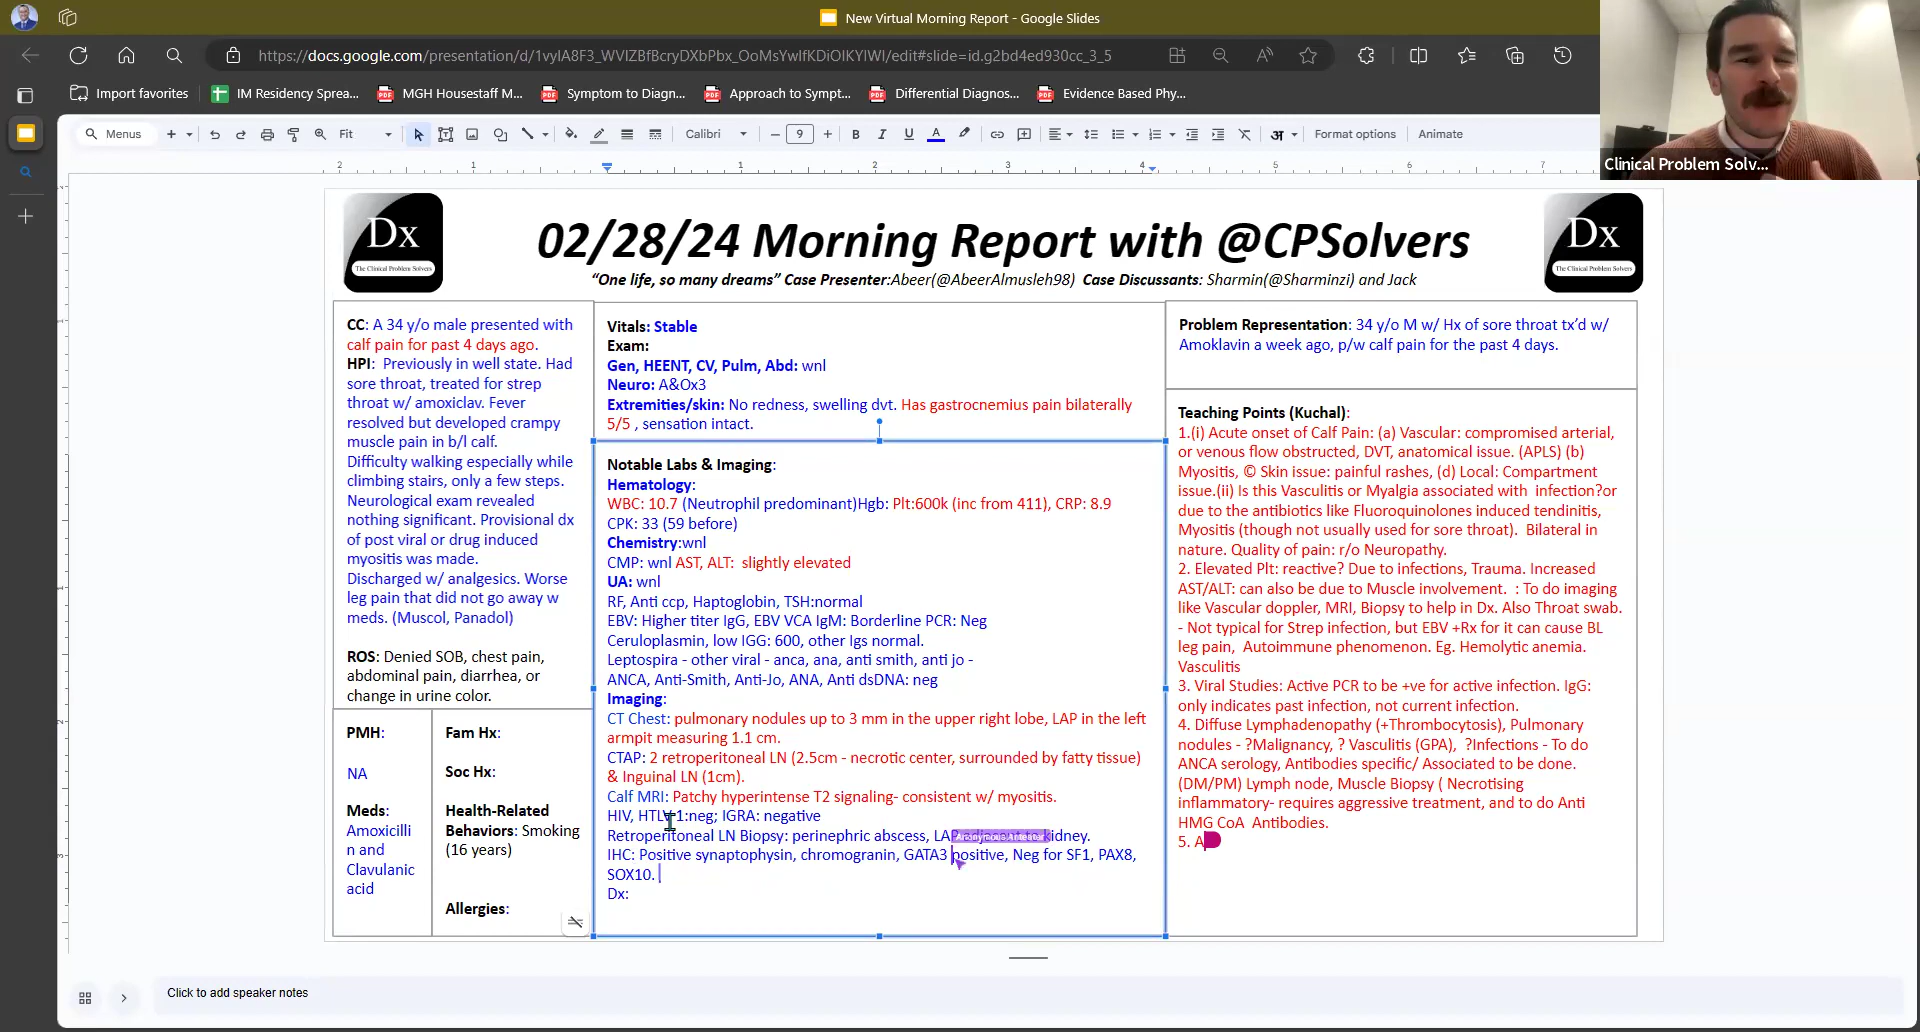 New Virtual Morning Report - Google Slides
https://docs.google.com/presentation/d/1vylA8F3_WVIZBfBcryDXbPbx_OoMsYwIfKDiOIKYIWI/edit#slide=id.g2bd4ed930cc_3_5
Import favorites
IM Residency Sprea...
MGH Housestaff M...
Symptom to Diagn...
Approach to Sympt...
Differential Diagnos...
Evidence Based Phy...
Clinical Problem Solv...
Menus
Fit
Calibri
9
Format options
Animate
2 1 1 2 3 4 5 6 7
Dx
The Clinical Problem Solvers
02/28/24 Morning Report with @CPSolvers
“One life, so many dreams” Case Presenter:Abeer(@AbeerAlmusleh98) Case Discussants: Sharmin(@Sharminzi) and Jack
Dx
The Clinical Problem Solvers
CC: A 34 y/o male presented with
calf pain for past 4 days ago.
HPI: Previously in well state. Had
sore throat, treated for strep
throat w/ amoxiclav. Fever
resolved but developed crampy
muscle pain in b/l calf.
Difficulty walking especially while
climbing stairs, only a few steps.
Neurological exam revealed
nothing significant. Provisional dx
of post viral or drug induced
myositis was made.
Discharged w/ analgesics. Worse
leg pain that did not go away w
meds. (Muscol, Panadol)
ROS: Denied SOB, chest pain,
abdominal pain, diarrhea, or
change in urine color.
PMH:
NA
Meds:
Amoxicilli
n and
Clavulanic
acid
Fam Hx:
Soc Hx:
Health-Related
Behaviors: Smoking
(16 years)
Allergies:
Vitals: Stable
Exam:
Gen, HEENT, CV, Pulm, Abd: wnl
Neuro: A&Ox3
Extremities/skin: No redness, swelling dvt. Has gastrocnemius pain bilaterally
5/5 , sensation intact.
Notable Labs & Imaging:
Hematology:
WBC: 10.7 (Neutrophil predominant)Hgb: Plt:600k (inc from 411), CRP: 8.9
CPK: 33 (59 before)
Chemistry:wnl
CMP: wnl AST, ALT: slightly elevated
UA: wnl
RF, Anti ccp, Haptoglobin, TSH:normal
EBV: Higher titer IgG, EBV VCA IgM: Borderline PCR: Neg
Ceruloplasmin, low IGG: 600, other Igs normal.
Leptospira - other viral - anca, ana, anti smith, anti jo -
ANCA, Anti-Smith, Anti-Jo, ANA, Anti dsDNA: neg
Imaging:
CT Chest: pulmonary nodules up to 3 mm in the upper right lobe, LAP in the left
armpit measuring 1.1 cm.
CTAP: 2 retroperitoneal LN (2.5cm - necrotic center, surrounded by fatty tissue)
& Inguinal LN (1cm).
Calf MRI: Patchy hyperintense T2 signaling- consistent w/ myositis.
HIV, HTLV1:neg; IGRA: negative
Retroperitoneal LN Biopsy: perinephric abscess, kidney.
IHC: Positive synaptophysin, chromogranin, GATA3 positive, Neg for SF1, PAX8,
SOX10.
Dx:
Problem Representation: 34 y/o M w/ Hx of sore throat tx’d w/
Amoklavin a week ago, p/w calf pain for the past 4 days.
Teaching Points (Kuchal):
1.(i) Acute onset of Calf Pain: (a) Vascular: compromised arterial,
or venous flow obstructed, DVT, anatomical issue. (APLS) (b)
Myositis, © Skin issue: painful rashes, (d) Local: Compartment
issue.(ii) Is this Vasculitis or Myalgia associated with infection?or
due to the antibiotics like Fluoroquinolones induced tendinitis,
Myositis (though not usually used for sore throat). Bilateral in
nature. Quality of pain: r/o Neuropathy.
2. Elevated Plt: reactive? Due to infections, Trauma. Increased
AST/ALT: can also be due to Muscle involvement. : To do imaging
like Vascular doppler, MRI, Biopsy to help in Dx. Also Throat swab.
- Not typical for Strep infection, but EBV +Rx for it can cause BL
leg pain, Autoimmune phenomenon. Eg. Hemolytic anemia.
Vasculitis
3. Viral Studies: Active PCR to be +ve for active infection. IgG:
only indicates past infection, not current infection.
4. Diffuse Lymphadenopathy (+Thrombocytosis), Pulmonary
nodules - ?Malignancy, ? Vasculitis (GPA), ?Infections - To do
ANCA serology, Antibodies specific/ Associated to be done.
(DM/PM) Lymph node, Muscle Biopsy ( Necrotising
inflammatory- requires aggressive treatment, and to do Anti
HMG CoA Antibodies.
5. A
Click to add speaker notes